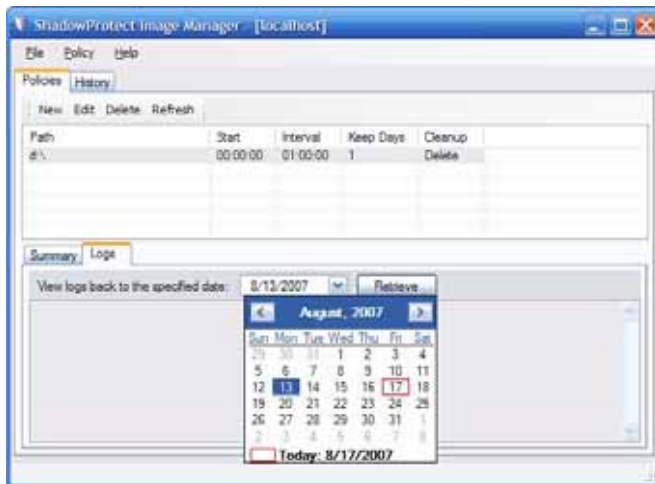 ShadowProtect Image Manager - [localhost]
File Policy Help
Policies History
New Edit Delete Refresh
Path Start Interval Keep Days Cleanup
d:\ 00:00:00 01:00:00 1 Delete
Summary Logs
View logs back to the specified date: 8/13/2007 Retrieve
August, 2007
Sun Mon Tue Wed Thu Fri Sat
29 30 31 1 2 3 4
5 6 7 8 9 10 11
12 13 14 15 16 17 18
19 20 21 22 23 24 25
26 27 28 29 30 31 1
2 3 4 5 6 7 8
Today: 8/17/2007